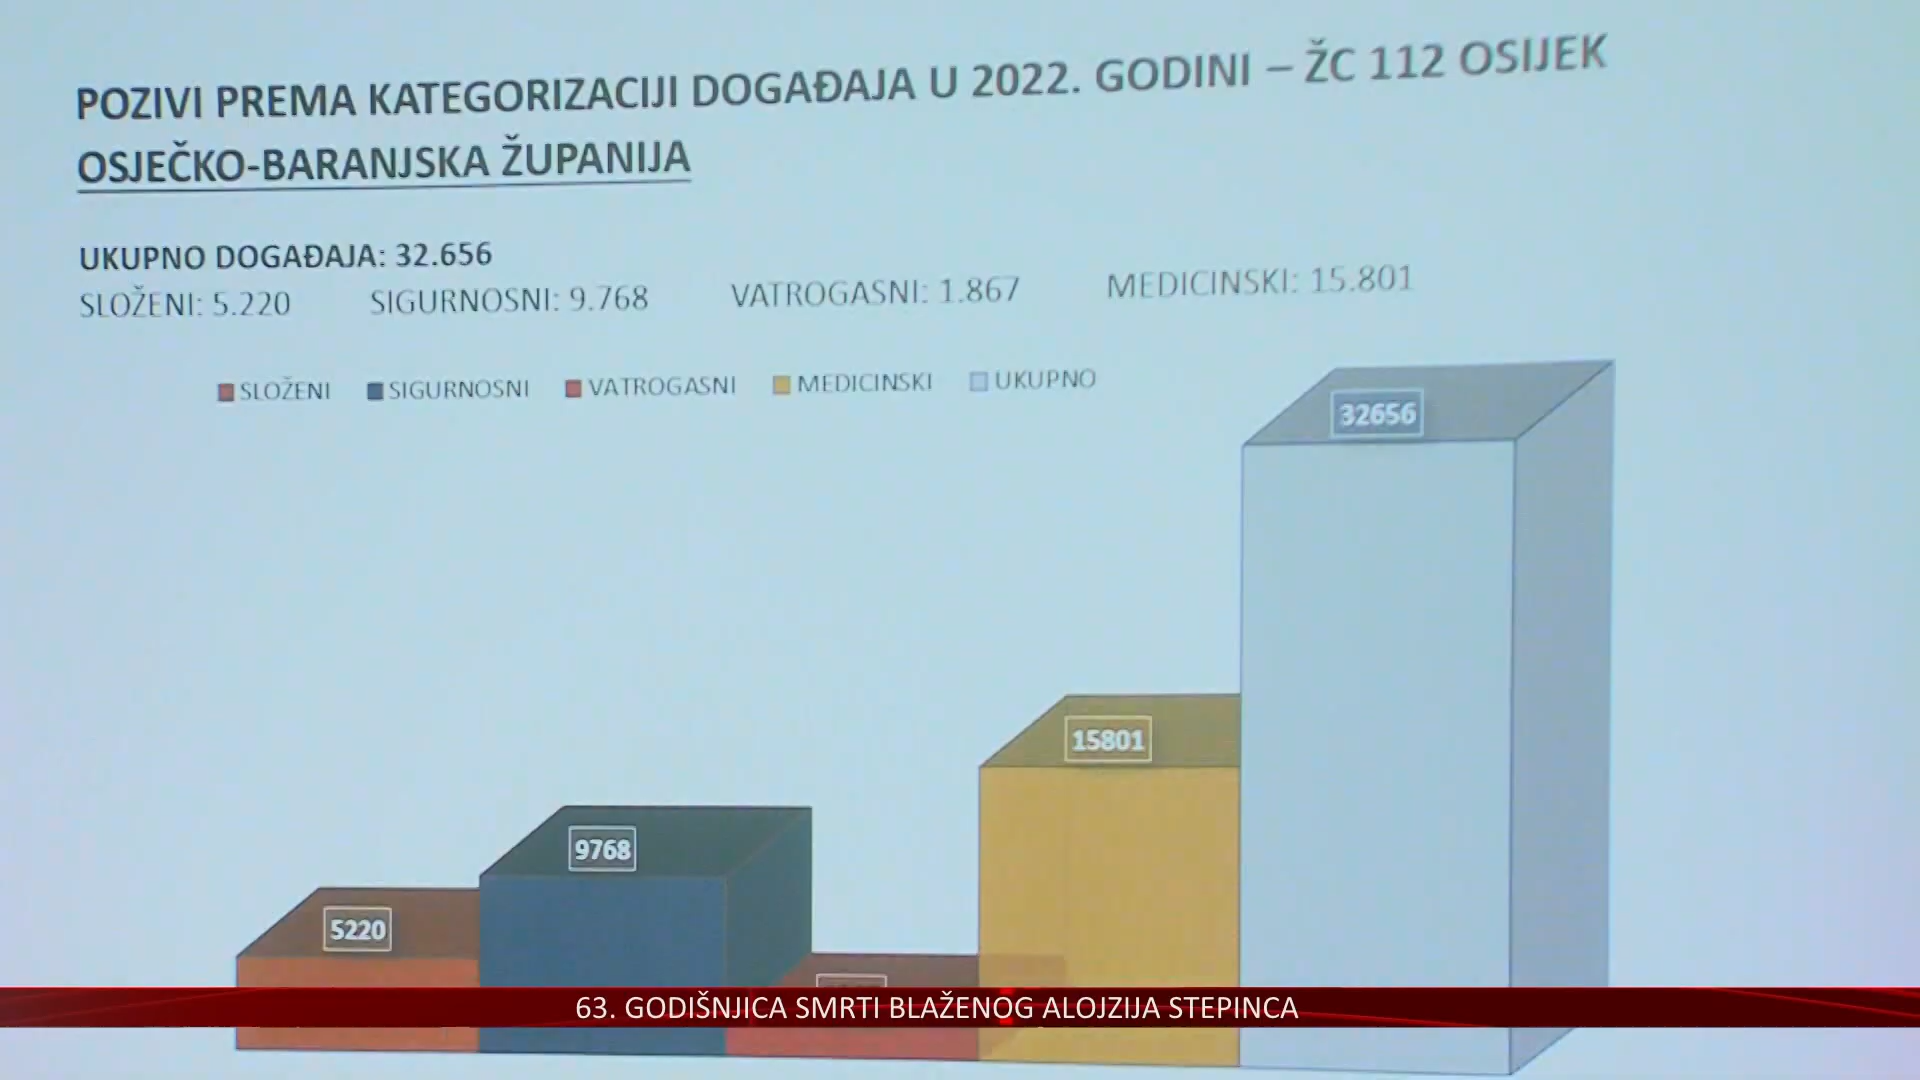 POZIVI PREMA KATEGORIZACIJI DOGAĐAJA U 2022. GODINI – ŽC 112 OSIJEK
OSJEČKO-BARANJSKA ŽUPANIJA
UKUPNO DOGAĐAJA: 32.656
SLOŽENI: 5.220 SIGURNOSNI: 9.768 VATROGASNI: 1.867 MEDICINSKI: 15.801
SLOŽENI SIGURNOSNI VATROGASNI MEDICINSKI UKUPNO
32656
15801
9768
5220
63. GODIŠNJICA SMRTI BLAŽENOG ALOJZIJA STEPINCA